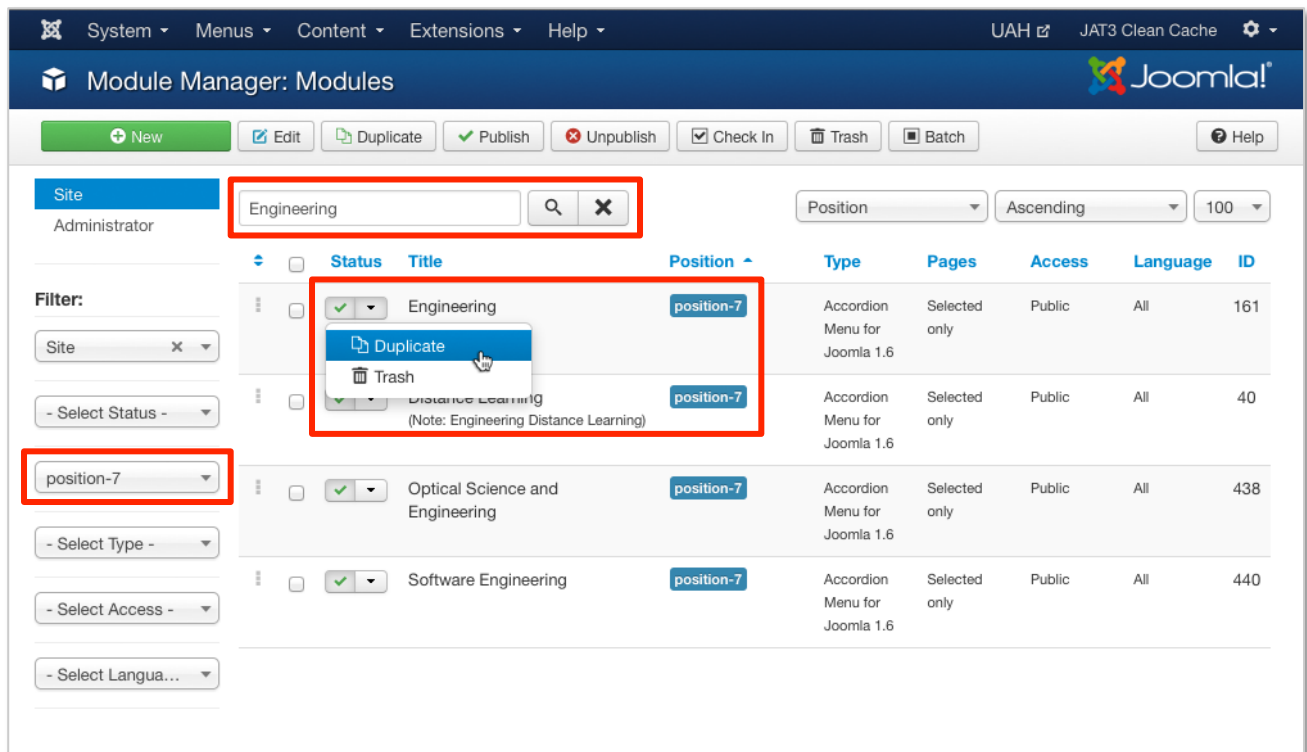 System Menus Content Extensions Help UAH JAT3 Clean Cache
Module Manager: Modules Joomla!
New Edit Duplicate Publish Unpublish Check In Trash Batch Help
Site
Administrator
Engineering Position Ascending 100
Status Title Position Type Pages Access Language ID
Filter:
Site
- Select Status -
position-7
- Select Type -
- Select Access -
- Select Langua...
Engineering position-7 Accordion Selected Public All 161
Menu for only
Joomla 1.6
Duplicate
Trash
Distance Learning position-7 Accordion Selected Public All 40
(Note: Engineering Distance Learning) Menu for only
Joomla 1.6
Optical Science and position-7 Accordion Selected Public All 438
Engineering Menu for only
Joomla 1.6
Software Engineering position-7 Accordion Selected Public All 440
Menu for only
Joomla 1.6